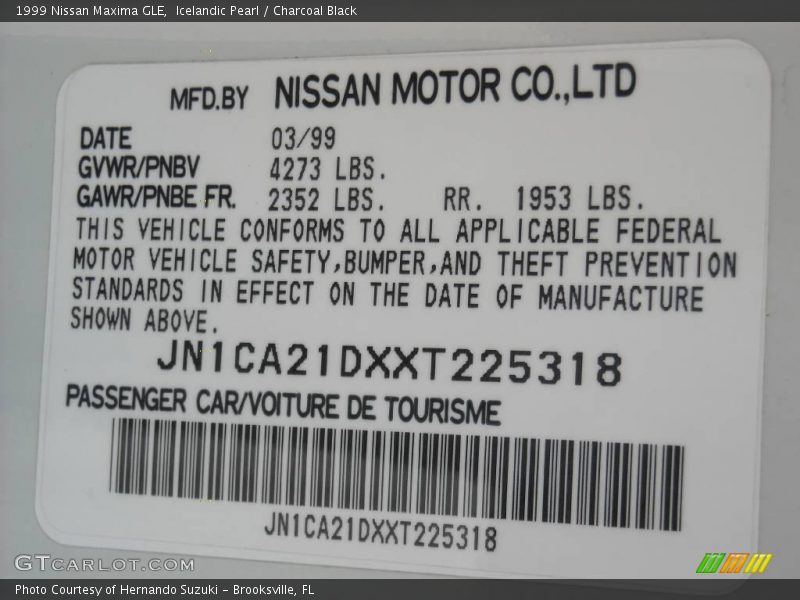 1999 Nissan Maxima GLE,  Icelandic Pearl / Charcoal Black
MFD.BY NISSAN MOTOR CO.,LTD
DATE 03/99
GVWR/PNBV 4273 LBS.
GAWR/PNBE FR. 2352 LBS. RR. 1953 LBS.
THIS VEHICLE CONFORMS TO ALL APPLICABLE FEDERAL
MOTOR VEHICLE SAFETY,BUMPER,AND THEFT PREVENTION
STANDARDS IN EFFECT ON THE DATE OF MANUFACTURE
SHOWN ABOVE.
JN1CA21DXXT225318
PASSENGER CAR/VOITURE DE TOURISME
JN1CA21DXXT225318
GTCARLOT.COM
Photo Courtesy of Hernando Suzuki – Brooksville, FL